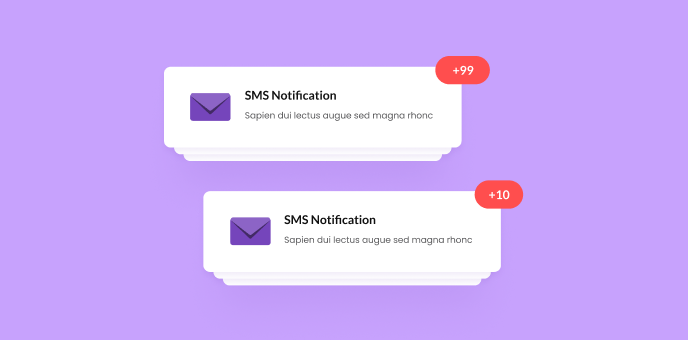 +99
SMS Notification
Sapien dui lectus augue sed magna rhonc
+10
SMS Notification
Sapien dui lectus augue sed magna rhonc